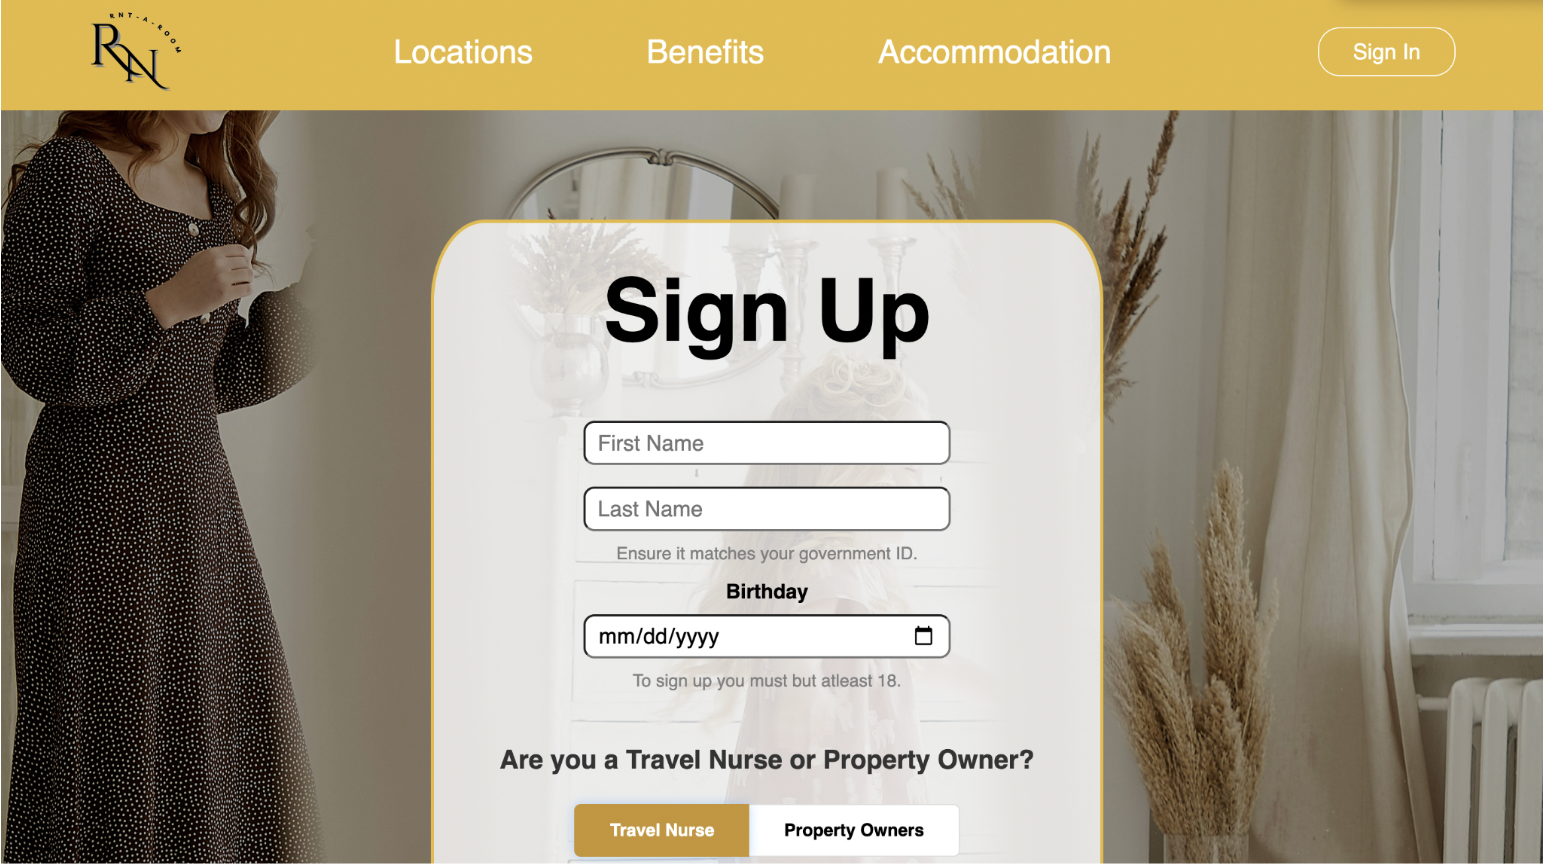 RNT-A-ROOM
RN
Locations
Benefits
Accommodation
Sign In
Sign Up
First Name
Last Name
Ensure it matches your government ID.
Birthday
mm/dd/yyyy
To sign up you must but atleast 18.
Are you a Travel Nurse or Property Owner?
Travel Nurse
Property Owners